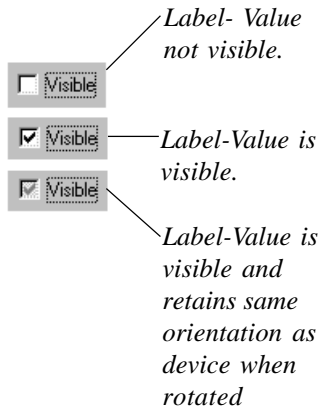 Label- Value
not visible.
Visible
Visible
Label-Value is
visible.
Visible
Label-Value is
visible and
retains same
orientation as
device when
rotated